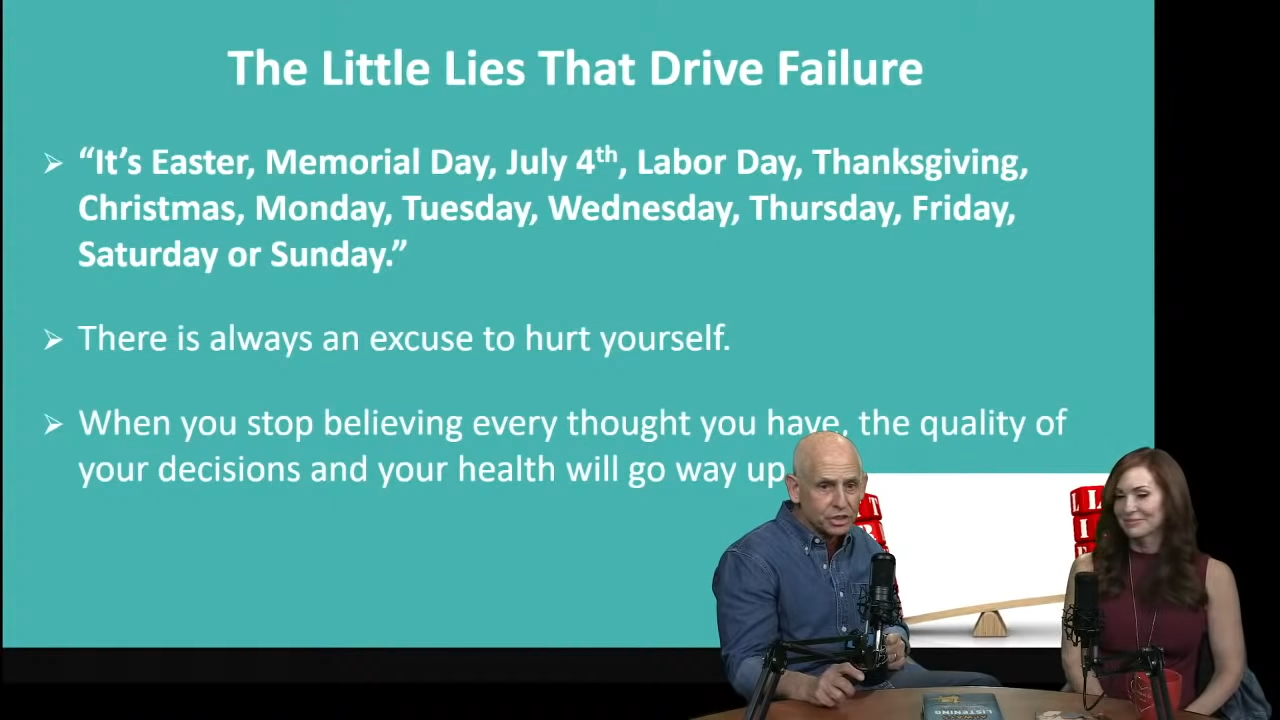 The Little Lies That Drive Failure
“It’s Easter, Memorial Day, July 4th, Labor Day, Thanksgiving,
Christmas, Monday, Tuesday, Wednesday, Thursday, Friday,
Saturday or Sunday.”
There is always an excuse to hurt yourself.
When you stop believing every thought you have, the quality of
your decisions and your health will go way up
LISTENING